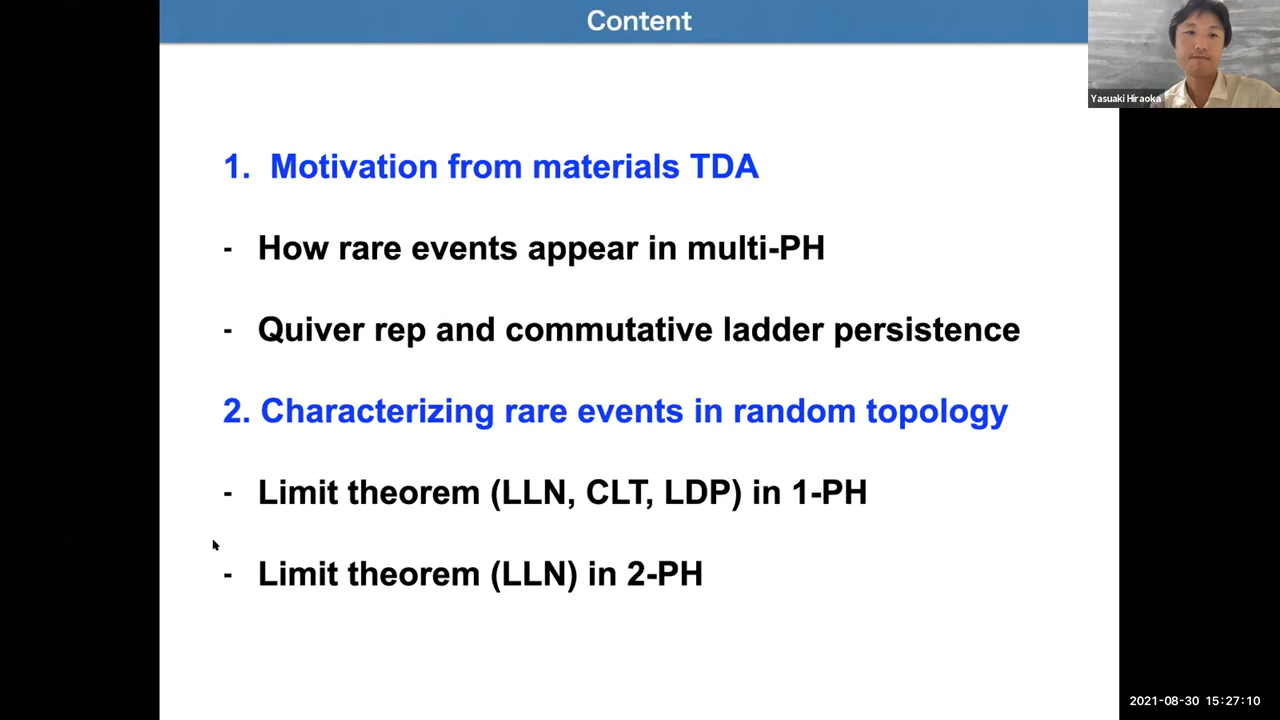 Content
Yasuaki Hiraoka
1. Motivation from materials TDA
- How rare events appear in multi-PH
- Quiver rep and commutative ladder persistence
2. Characterizing rare events in random topology
- Limit theorem (LLN, CLT, LDP) in 1-PH
- Limit theorem (LLN) in 2-PH
2021-08-30 15:27:10